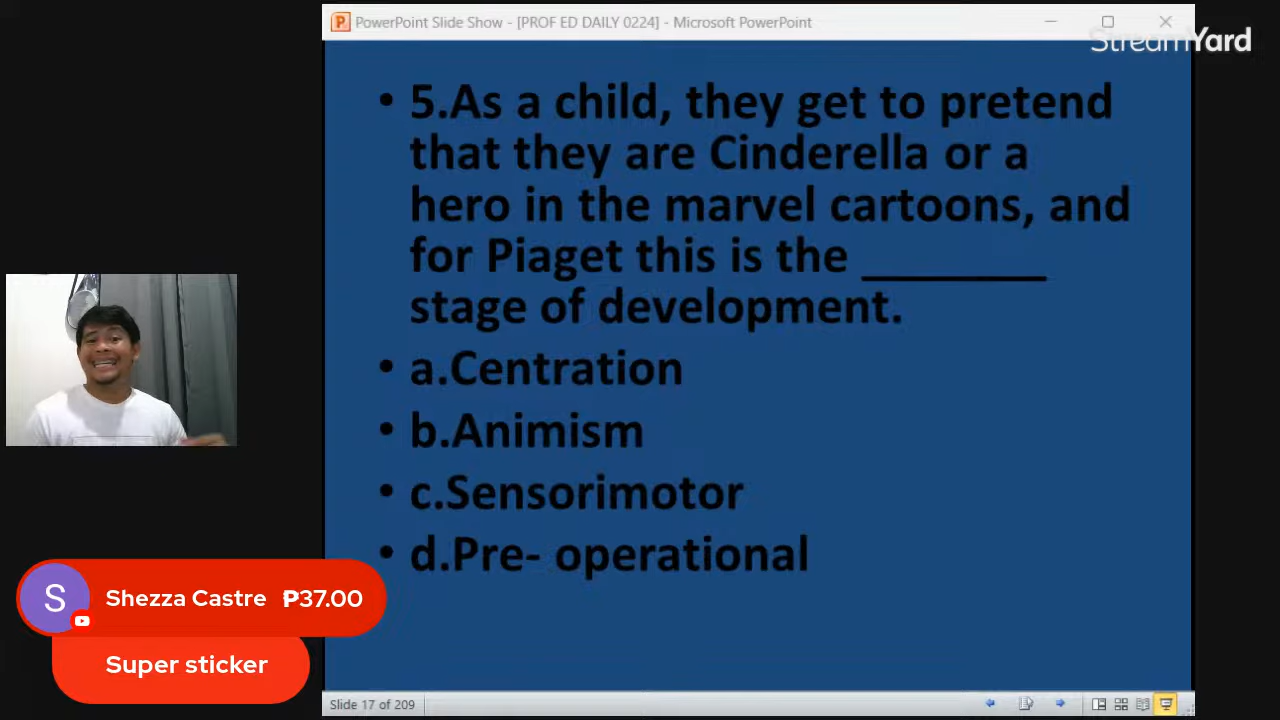 PowerPoint Slide Show - [PROF ED DAILY 0224] - Microsoft PowerPoint
StreamYard
• 5.As a child, they get to pretend
that they are Cinderella or a
hero in the marvel cartoons, and
for Piaget this is the _______
stage of development.
• a.Centration
• b.Animism
• c.Sensorimotor
• d.Pre- operational
S
Shezza Castre ₱37.00
Super sticker
Slide 17 of 209